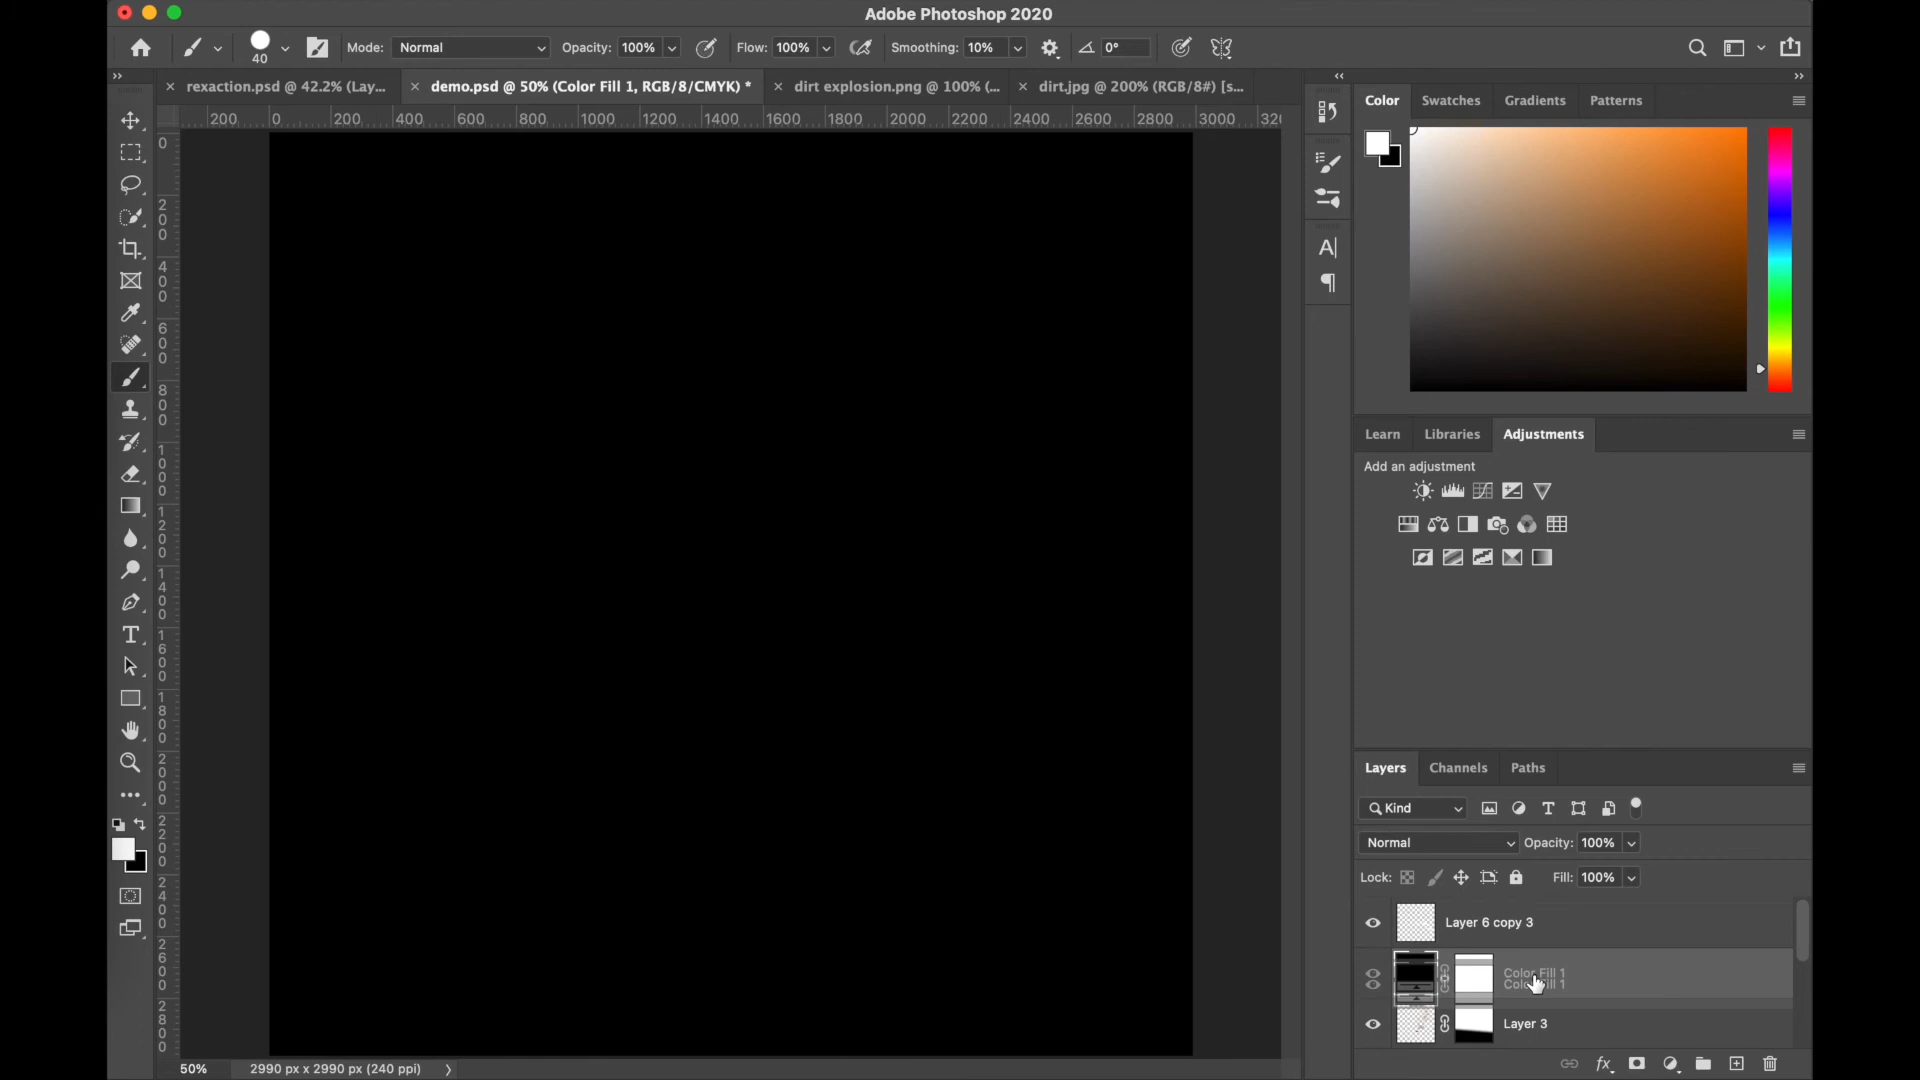 Adobe Photoshop 2020
40
Mode: Normal Opacity: 100% Flow: 100% Smoothing: 10% 0°
rexaction.psd @ 42.2% (Lay...
demo.psd @ 50% (Color Fill 1, RGB/8/CMYK) *
dirt explosion.png @ 100% (...
dirt.jpg @ 200% (RGB/8#) [s...
200 0 200 400 600 800 1000 1200 1400 1600 1800 2000 2200 2400 2600 2800 3000 320
0
200
400
600
800
1000
1200
1400
1600
1800
2000
2200
2400
2600
2800
50% 2990 px x 2990 px (240 ppi)
Color Swatches Gradients Patterns
Learn Libraries Adjustments
Add an adjustment
Layers Channels Paths
Kind
Normal Opacity: 100%
Lock: Fill: 100%
Layer 6 copy 3
Color Fill 1
Color Fill 1
Layer 3
fx